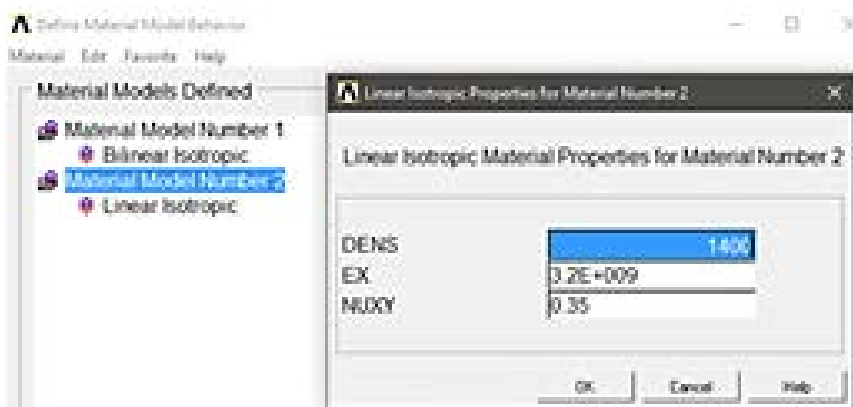 Define Material Model Behavior
Material Edit Favorite Help
Material Models Defined
Material Model Number 1
Bilinear Isotropic
Material Model Number 2
Linear Isotropic
Linear Isotropic Properties for Material Number 2
Linear Isotropic Material Properties for Material Number 2
DENS 1400
EX 3.2E+009
NUXY 0.35
OK Cancel Help